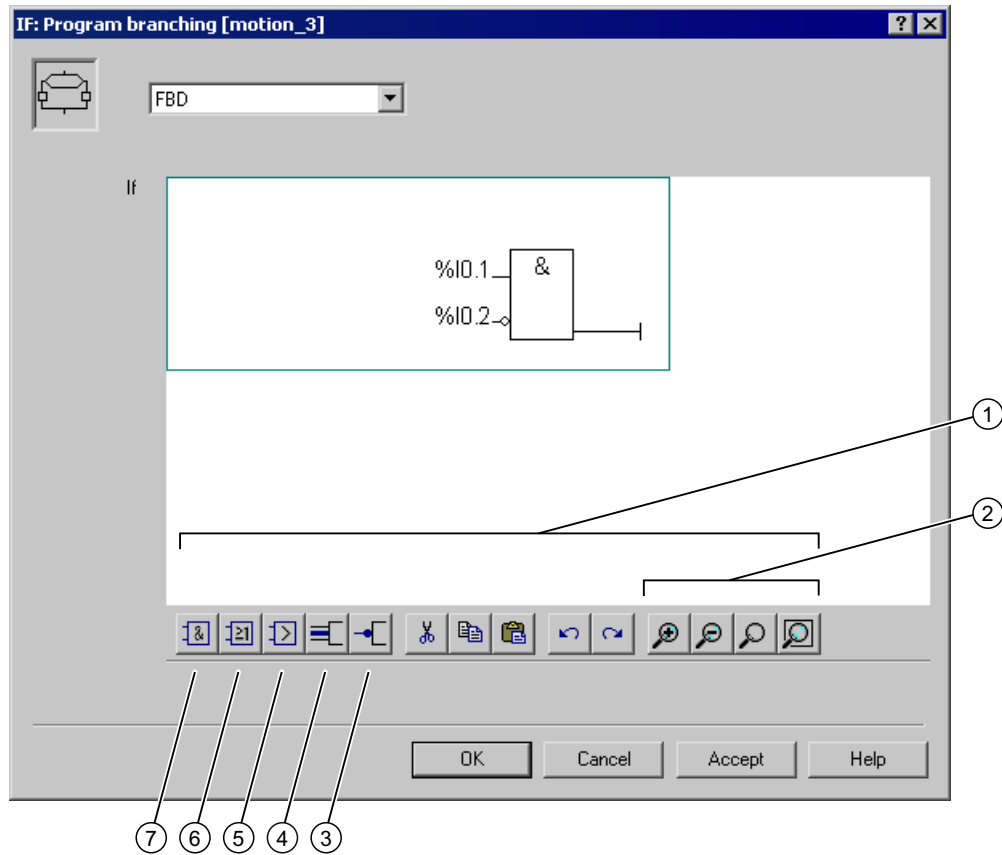 IF: Program branching [motion_3]
FBD
If
%I0.1
&
%I0.2
1
2
& ≥1 >
OK Cancel Accept Help
7 6 5 4 3